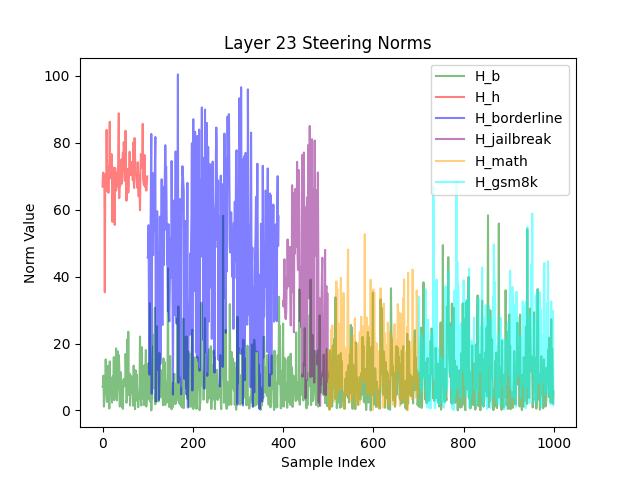 Layer 23 Steering Norms
H_b
H_h
H_borderline
H_jailbreak
H_math
H_gsm8k
Norm Value
100
80
60
40
20
0
0
200
400
600
800
1000
Sample Index